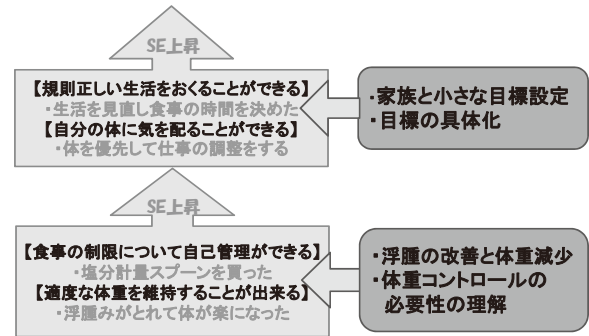 SE上昇
【規則正しい生活をおくることができる】
・生活を見直し食事の時間を決めた
【自分の体に気を配ることができる】
・体を優先して仕事の調整をする
・家族と小さな目標設定
・目標の具体化
SE上昇
【食事の制限について自己管理ができる】
・塩分計量スプーンを買った
【適度な体重を維持することが出来る】
・浮腫みがとれて体が楽になった
・浮腫の改善と体重減少
・体重コントロールの
必要性の理解